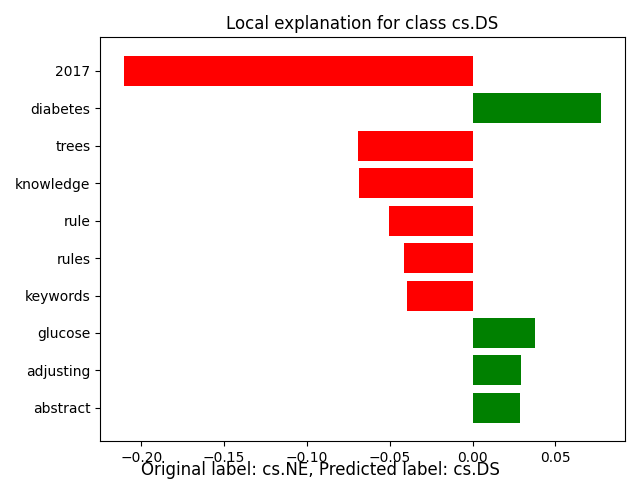 Local explanation for class cs.DS
2017
diabetes
trees
knowledge
rule
rules
keywords
glucose
adjusting
abstract
−0.20 −0.15 −0.10 −0.05 0.00 0.05
Original label: cs.NE, Predicted label: cs.DS